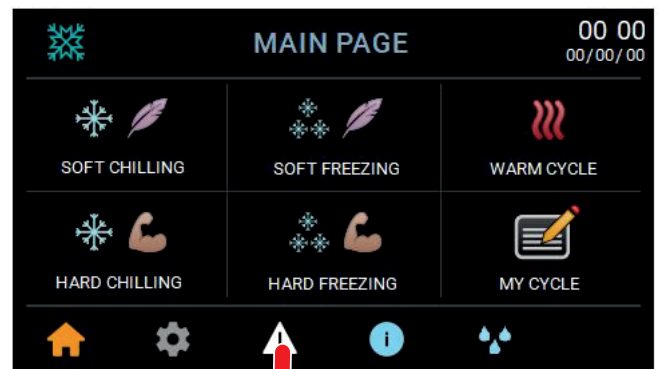 MAIN PAGE
00 00
00/00/00
SOFT CHILLING
SOFT FREEZING
WARM CYCLE
HARD CHILLING
HARD FREEZING
MY CYCLE
i